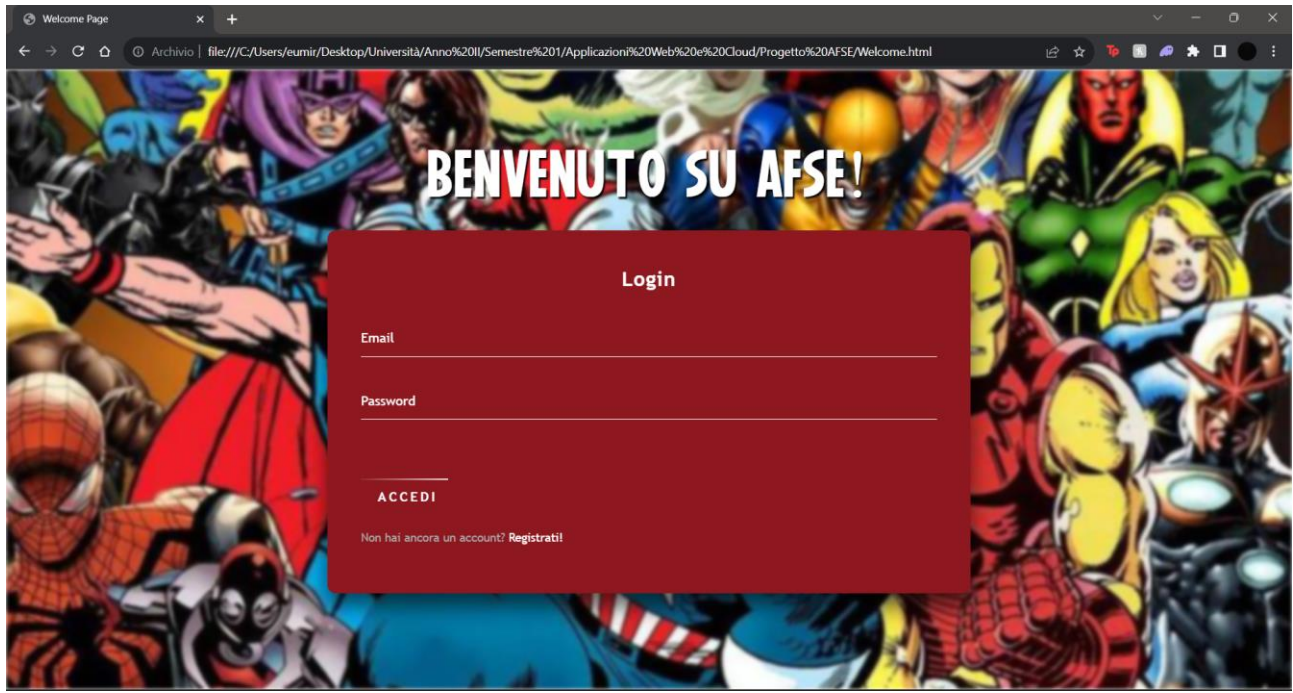 Welcome Page
Archivio | file:///C:/Users/eumir/Desktop/Università/Anno%20II/Semestre%201/Applicazioni%20Web%20e%20Cloud/Progetto%20AFSE/Welcome.html
Tp
BENVENUTO SU AFSE!
Login
Email
Password
ACCEDI
Non hai ancora un account? Registrati!